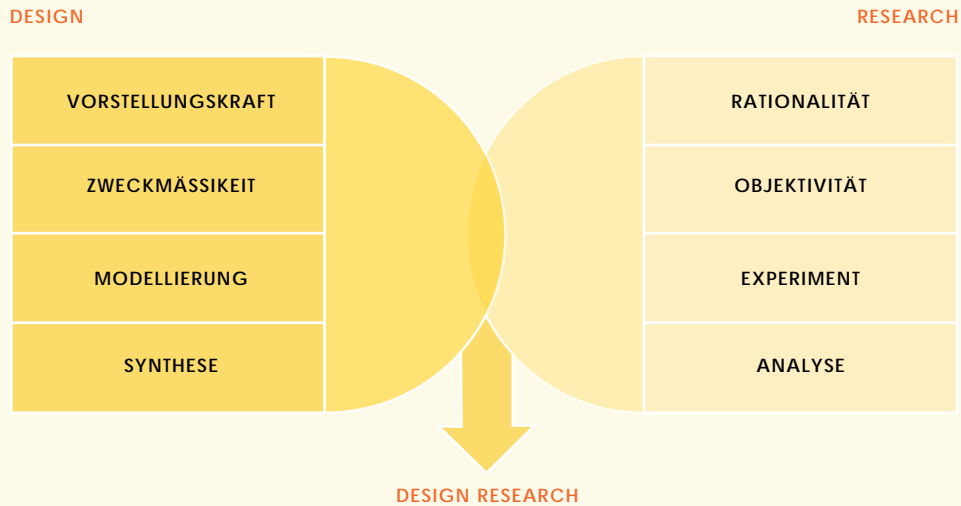 DESIGN
RESEARCH
VORSTELLUNGSKRAFT
RATIONALITÄT
ZWECKMÄSSIKEIT
OBJEKTIVITÄT
MODELLIERUNG
EXPERIMENT
SYNTHESE
ANALYSE
DESIGN RESEARCH